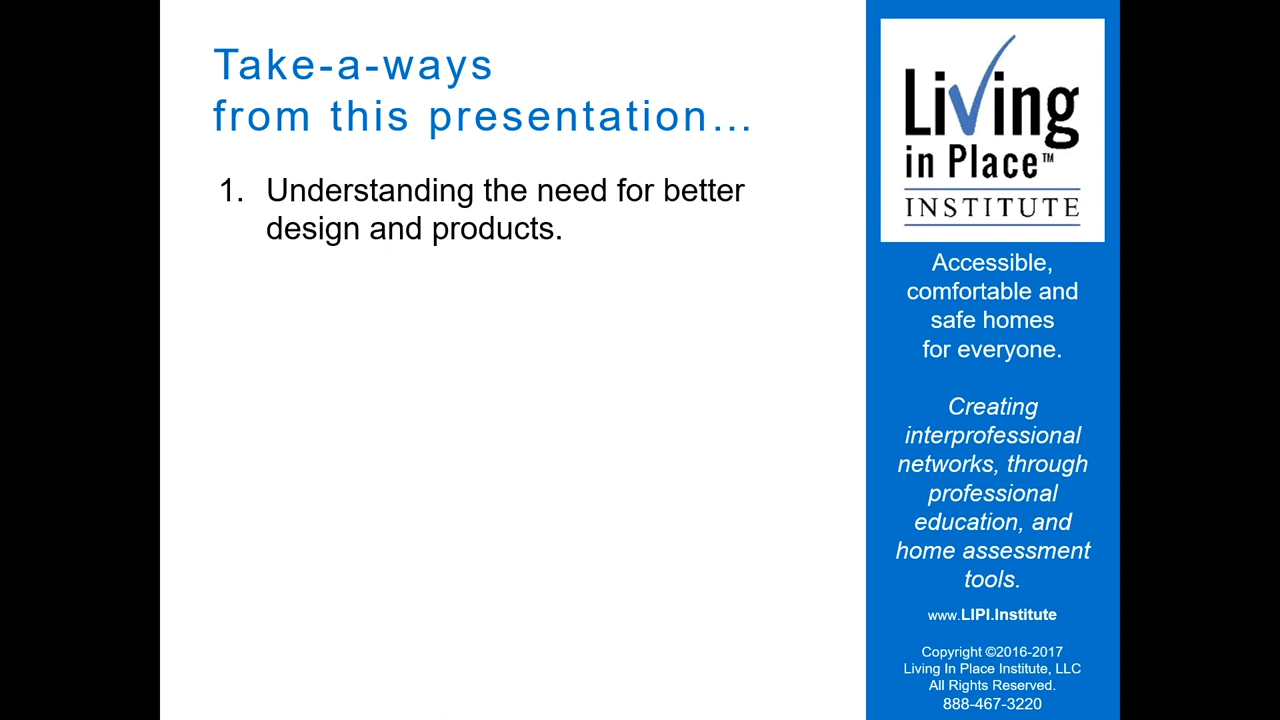 Take-a-ways
from this presentation...
1. Understanding the need for better
design and products.
Living
in Place™
INSTITUTE
Accessible,
comfortable and
safe homes
for everyone.
Creating
interprofessional
networks, through
professional
education, and
home assessment
tools.
www.LIPI.Institute
Copyright ©2016-2017
Living In Place Institute, LLC
All Rights Reserved.
888-467-3220